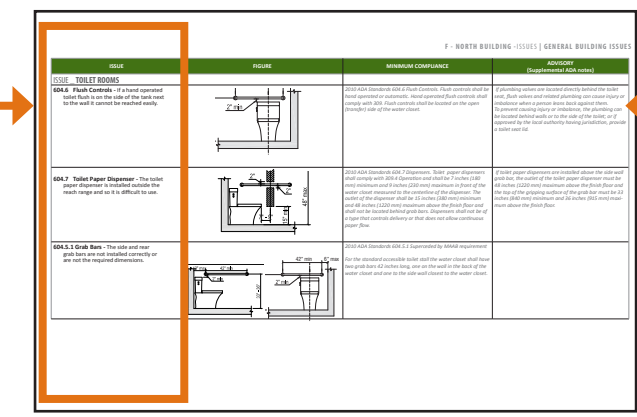 F - NORTH BUILDING -ISSUES | GENERAL BUILDING ISSUES
ISSUE
FIGURE
MINIMUM COMPLIANCE
ADVISORY
(Supplemental ADA notes)
ISSUE _ TOILET ROOMS
604.6 Flush Controls - If a hand operated
toilet flush is on the side of the tank next
to the wall it cannot be reached easily.
2" min
2010 ADA Standards 604.6 Flush Controls. Flush controls shall be
hand operated or automatic. Hand operated flush controls shall
comply with 309. Flush controls shall be located on the open
(transfer) side of the water closet.
If plumbing valves are located directly behind the toilet
seat, flush valves and related plumbing can cause injury or
imbalance when a person leans back against them.
To prevent causing injury or imbalance, the plumbing can
be located behind walls or to the side of the toilet, or if
approved by the local authority having jurisdiction, provide
a toilet seat lid.
604.7 Toilet Paper Dispenser - The toilet
paper dispenser is installed outside the
reach range and so it is difficult to use.
2"
2"
7"- 9"
15" min
48" max
2010 ADA Standards 604.7 Dispensers. Toilet paper dispensers
shall comply with 309.4 Operation and shall be 7 inches (180
mm) minimum and 9 inches (230 mm) maximum in front of the
water closet measured to the centerline of the dispenser. The
outlet of the dispenser shall be 15 inches (380 mm) minimum
and 48 inches (1220 mm) maximum above the finish floor and
shall not be located behind grab bars. Dispensers shall not be of
a type that controls delivery or that does not allow continuous
paper flow.
If toilet paper dispensers are installed above the side wall
grab bar, the outlet of the toilet paper dispenser must be
48 inches (1220 mm) maximum above the finish floor and
the top of the gripping surface of the grab bar must be 33
inches (840 mm) minimum and 36 inches (915 mm) maxi-
mum above the finish floor.
604.5.1 Grab Bars - The side and rear
grab bars are not installed correctly or
are not the required dimensions.
42" min
2" min
42" min
6" max
2" min
2010 ADA Standards 604.5.1 Superceded by MAAB requirement
For the standard accessible toilet stall the water closet shall have
two grab bars 42 inches long, one on the wall in the back of the
water closet and one to the side wall closest to the water closet.